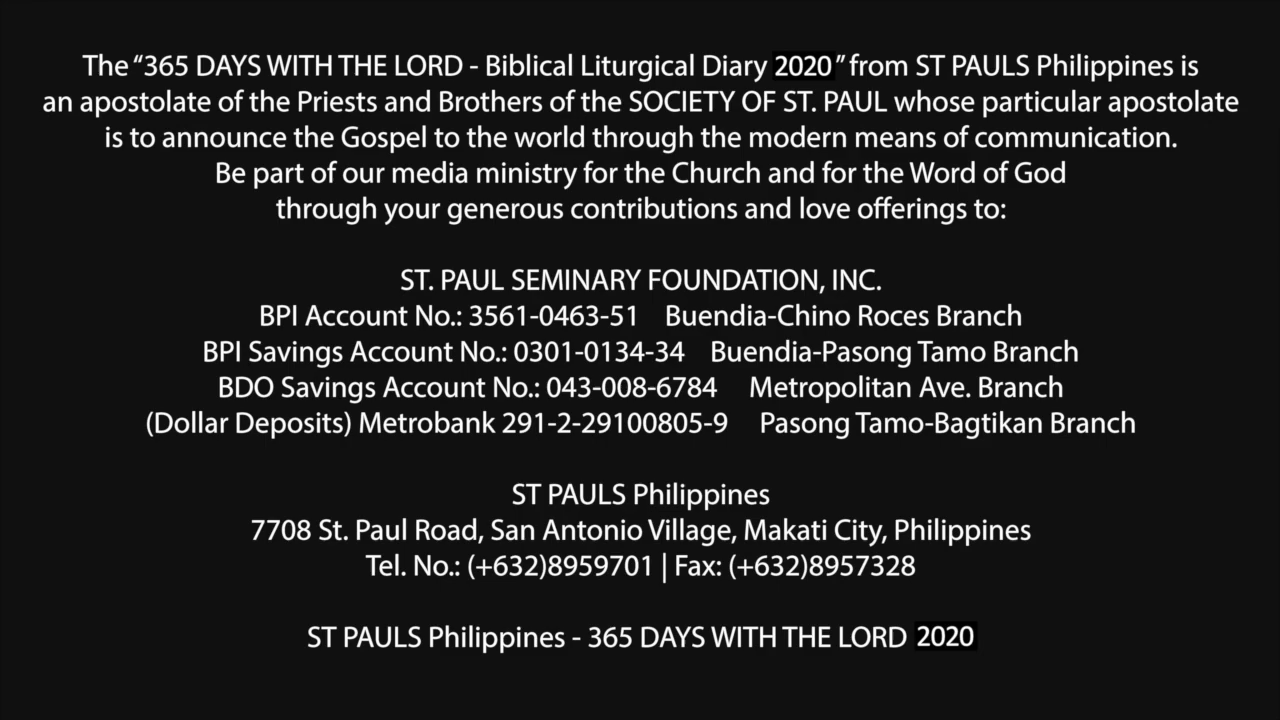 The “365 DAYS WITH THE LORD - Biblical Liturgical Diary 2020” from ST PAULS Philippines is
an apostolate of the Priests and Brothers of the SOCIETY OF ST. PAUL whose particular apostolate
is to announce the Gospel to the world through the modern means of communication.
Be part of our media ministry for the Church and for the Word of God
through your generous contributions and love offerings to:
ST. PAUL SEMINARY FOUNDATION, INC.
BPI Account No.: 3561-0463-51 Buendia-Chino Roces Branch
BPI Savings Account No.: 0301-0134-34 Buendia-Pasong Tamo Branch
BDO Savings Account No.: 043-008-6784 Metropolitan Ave. Branch
(Dollar Deposits) Metrobank 291-2-29100805-9 Pasong Tamo-Bagtikan Branch
ST PAULS Philippines
7708 St. Paul Road, San Antonio Village, Makati City, Philippines
Tel. No.: (+632)8959701 | Fax: (+632)8957328
ST PAULS Philippines - 365 DAYS WITH THE LORD 2020